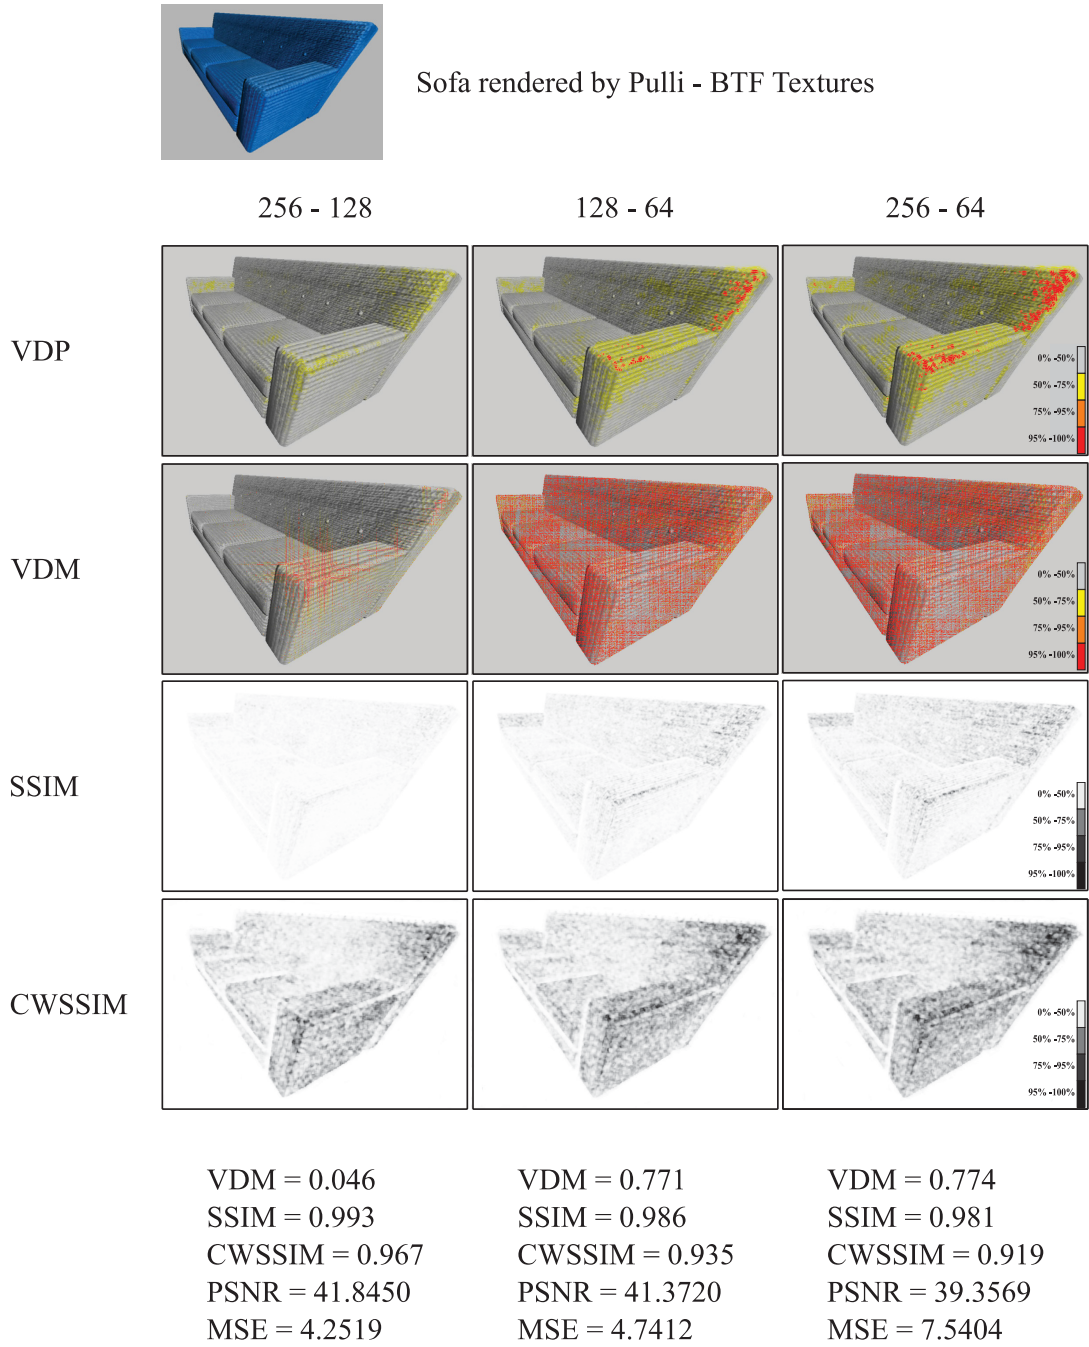 Sofa rendered by Pulli - BTF Textures
256 - 128
128 - 64
256 - 64
VDP
0% -50%
50% -75%
75% -95%
95% -100%
VDM
0% -50%
50% -75%
75% -95%
95% -100%
SSIM
0% -50%
50% -75%
75% -95%
95% -100%
CWSSIM
0% -50%
50% -75%
75% -95%
95% -100%
VDM = 0.046
SSIM = 0.993
CWSSIM = 0.967
PSNR = 41.8450
MSE = 4.2519
VDM = 0.771
SSIM = 0.986
CWSSIM = 0.935
PSNR = 41.3720
MSE = 4.7412
VDM = 0.774
SSIM = 0.981
CWSSIM = 0.919
PSNR = 39.3569
MSE = 7.5404